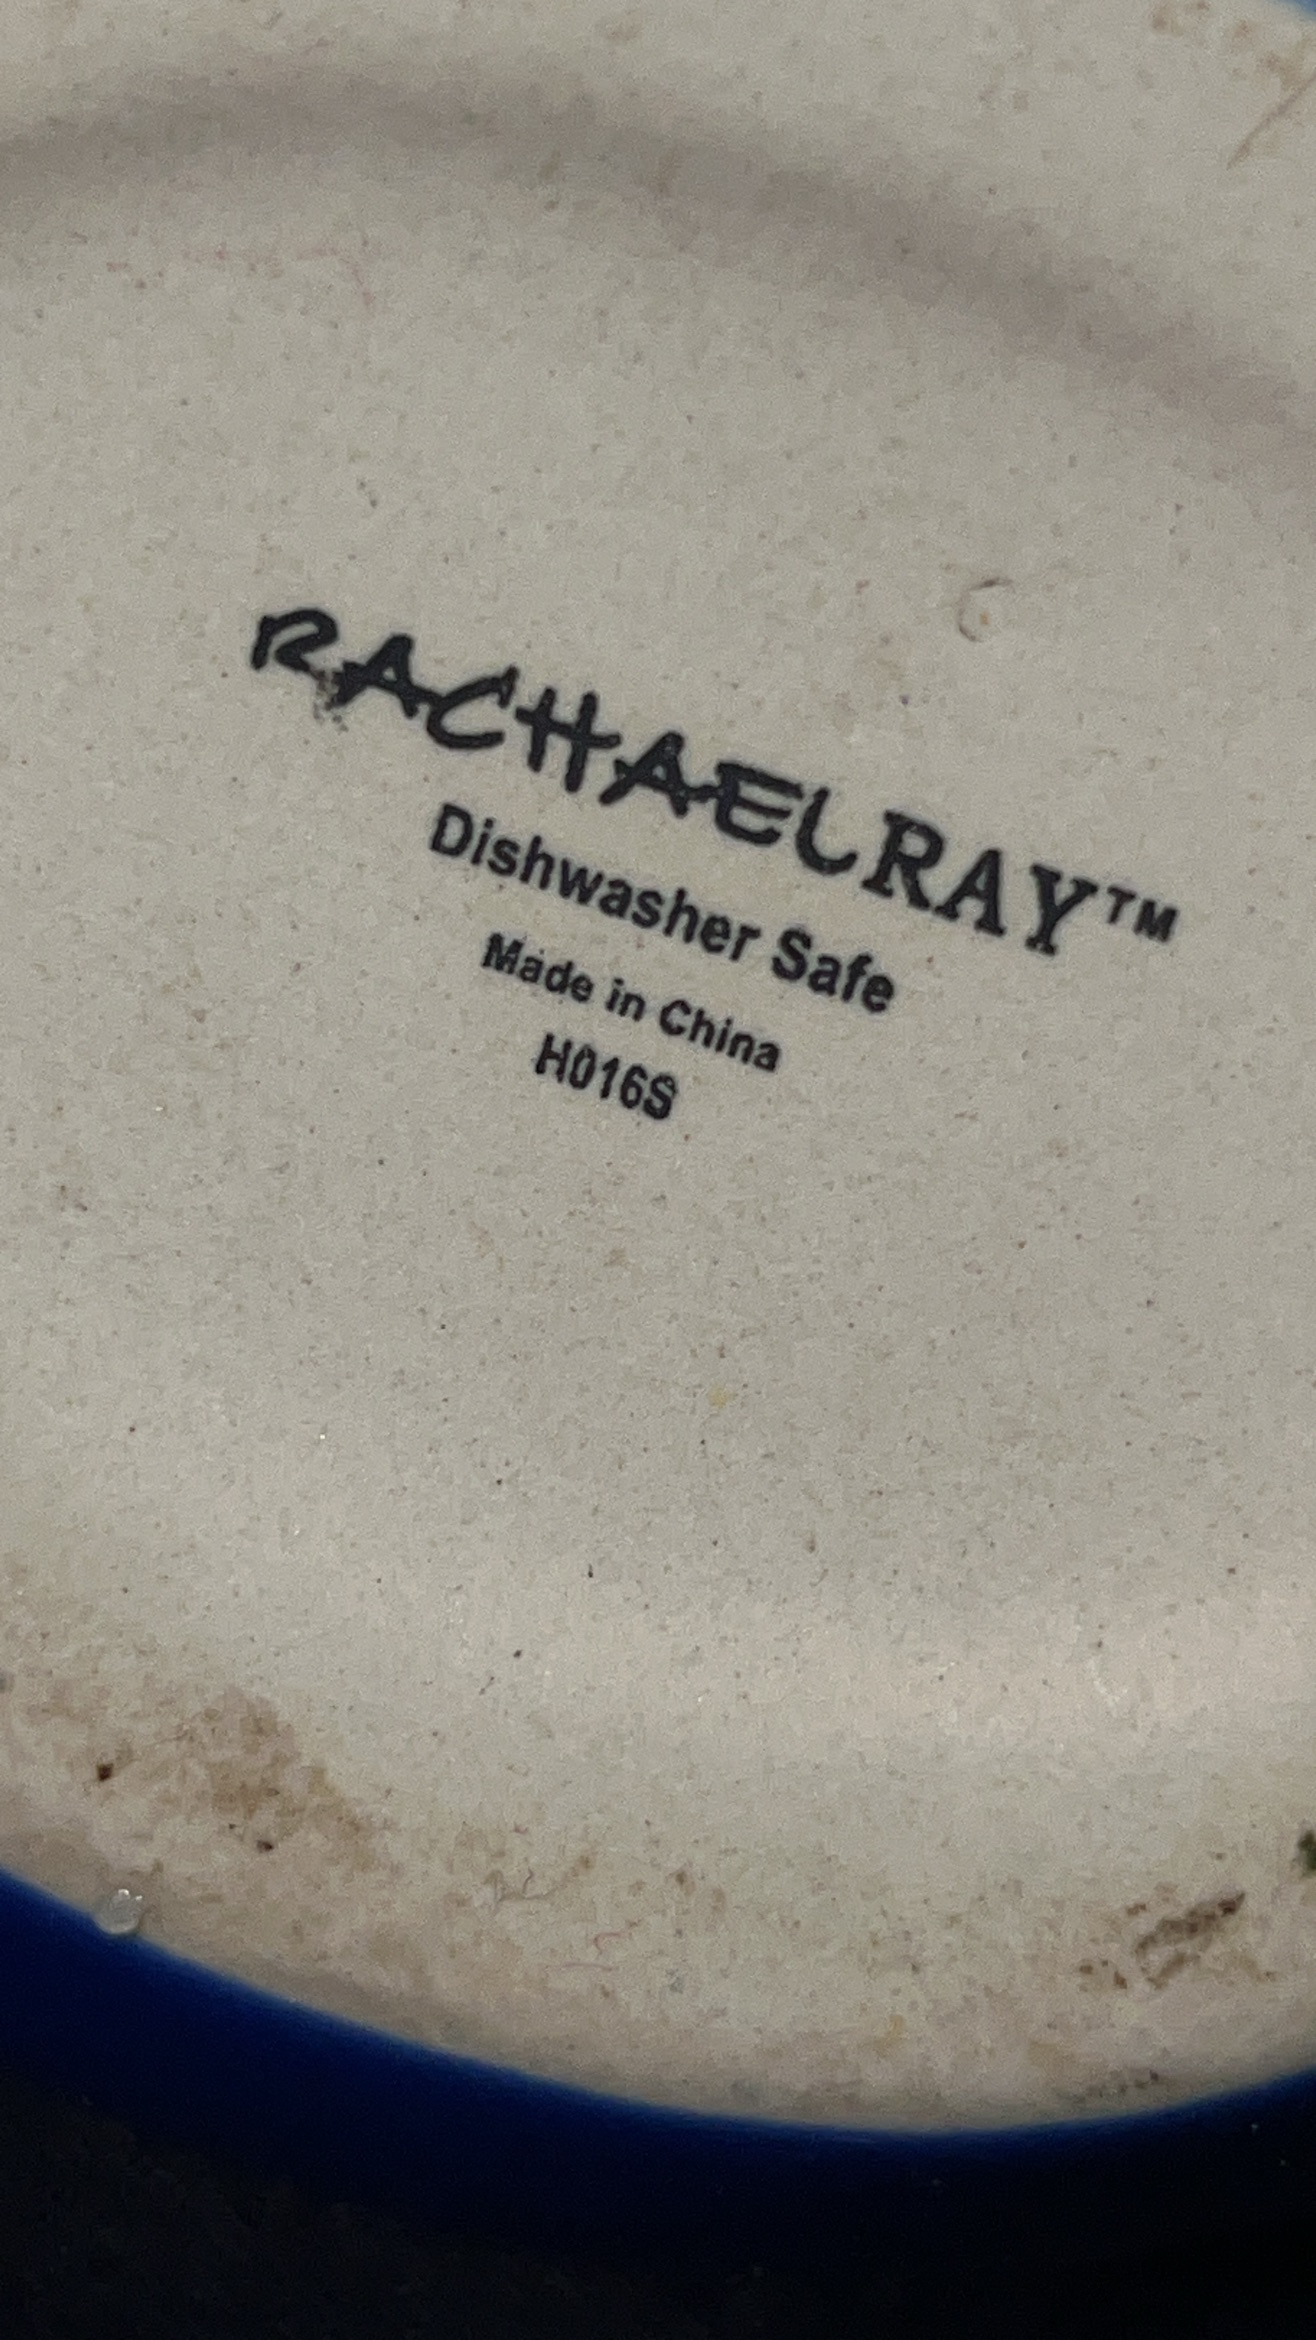 RACHAELRAY™
Dishwasher Safe
Made in China
H016S